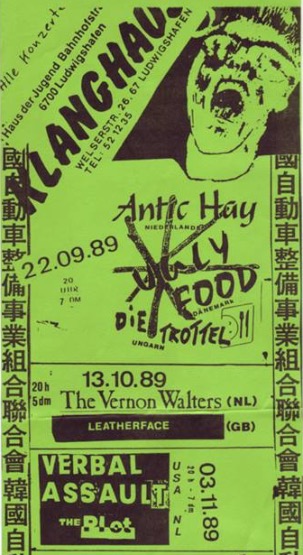 Alle Konzerte
Haus der Jugend Bahnhofstr.
6700 Ludwigshafen
KLANGHAUS
WELSERSTR. 26, 67 LUDWIGSHAFEN
TEL. 521235
22.09.89
20 UHR
7 DM
Antic Hay
NIEDERLANDE
UGLY
FOOD
DÄNEMARK
DIE TROTTEL
UNGARN
20h
5dm
13.10.89
The Vernon Walters (NL)
LEATHERFACE (GB)
VERBAL
ASSAULT
USA
THE PLOT
NL
03.11.89
20h - 7dm
國自動車整備事業組合聯合會韓國自
國自動車整備事業組合聯合會韓國自